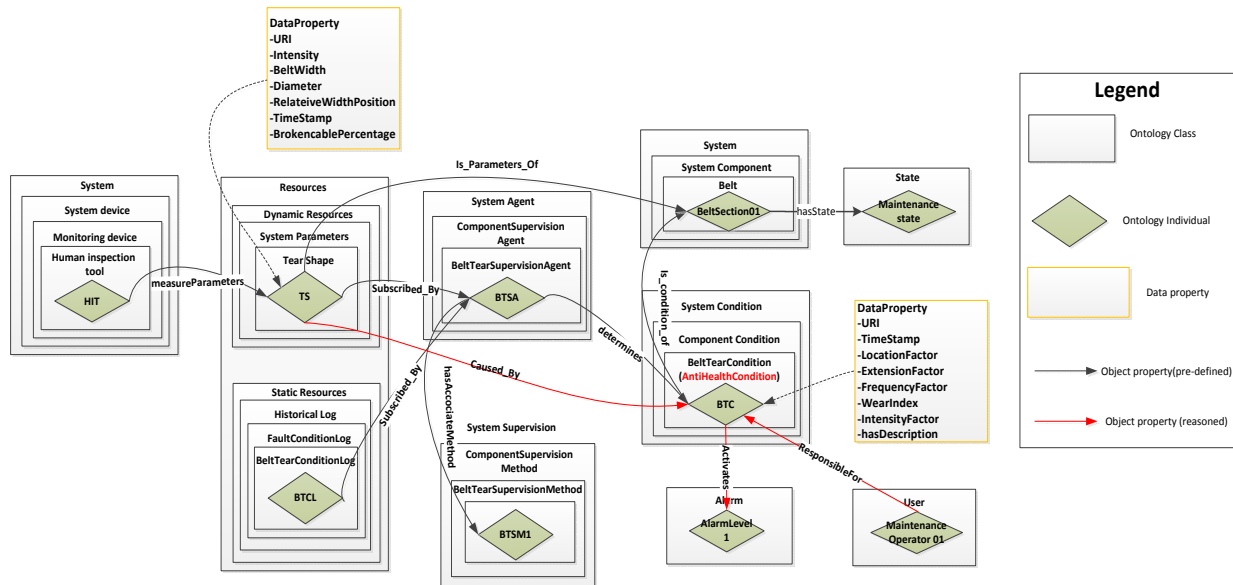 DataProperty
-URI
-Intensity
-BeltWidth
-Diameter
-RelateiveWidthPosition
-TimeStamp
-BrokencablePercentage
System
System device
Monitoring device
Human inspection
tool
HIT
measureParameters
Resources
Dynamic Resources
System Parameters
Tear Shape
TS
Is_Parameters_Of
Subscribed_By
Caused_By
Static Resources
Historical Log
FaultConditionLog
BeltTearConditionLog
BTCL
Subscribed_By
System Agent
ComponentSupervision
Agent
BeltTearSupervisionAgent
BTSA
determines
hasAccociateMethod
System Supervision
ComponentSupervision
Method
BeltTearSupervisionMethod
BTSM1
System
System Component
Belt
BeltSection01
hasState
State
Maintenance
state
Is_condition_of
System Condition
Component Condition
BeltTearCondition
(AntiHealthCondition)
BTC
Activates
Alarm
AlarmLevel
1
ResponsibleFor
User
Maintenance
Operator 01
DataProperty
-URI
-TimeStamp
-LocationFactor
-ExtensionFactor
-FrequencyFactor
-WearIndex
-IntensityFactor
-hasDescription
Legend
Ontology Class
Ontology Individual
Data property
Object property(pre-defined)
Object property (reasoned)